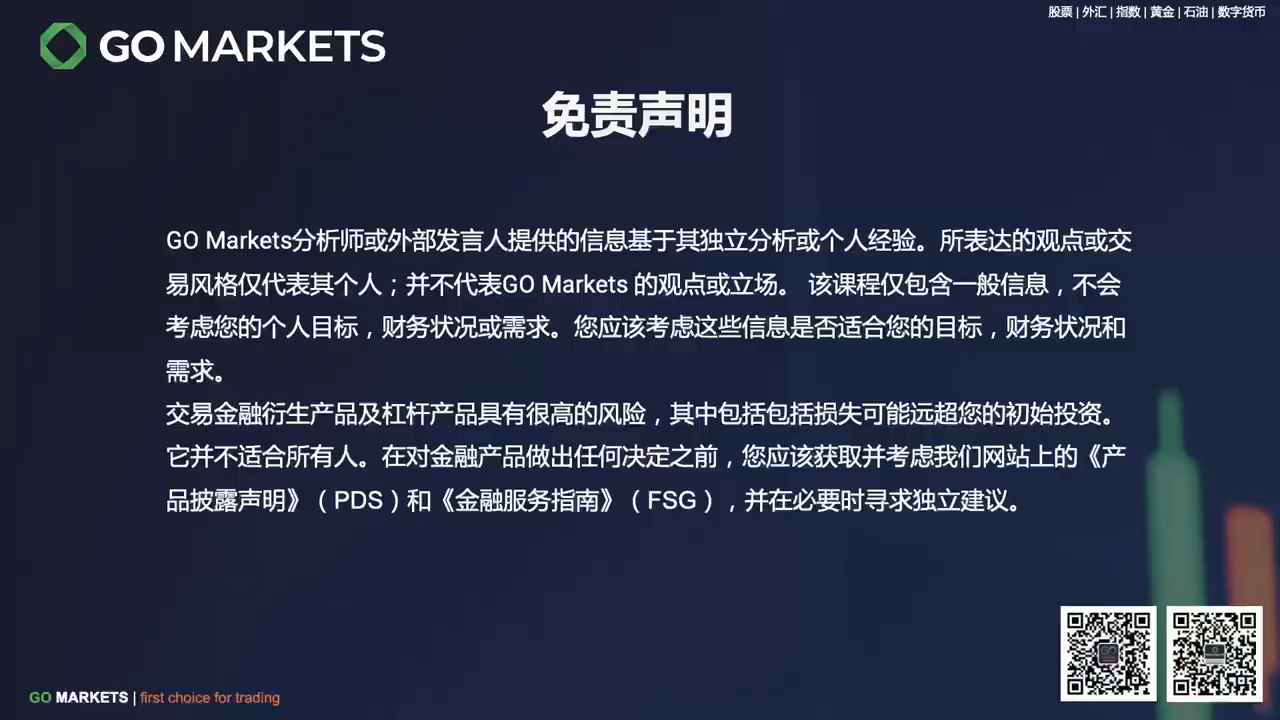 股票 | 外汇 | 指数 | 黄金 | 石油 | 数字货币
GO MARKETS
免责声明
GO Markets分析师或外部发言人提供的信息基于其独立分析或个人经验。所表达的观点或交
易风格仅代表其个人；并不代表GO Markets 的观点或立场。 该课程仅包含一般信息，不会
考虑您的个人目标，财务状况或需求。您应该考虑这些信息是否适合您的目标，财务状况和
需求。
交易金融衍生产品及杠杆产品具有很高的风险，其中包括包括损失可能远超您的初始投资。
它并不适合所有人。在对金融产品做出任何决定之前，您应该获取并考虑我们网站上的《产
品披露声明》（PDS）和《金融服务指南》（FSG），并在必要时寻求独立建议。
GO MARKETS | first choice for trading